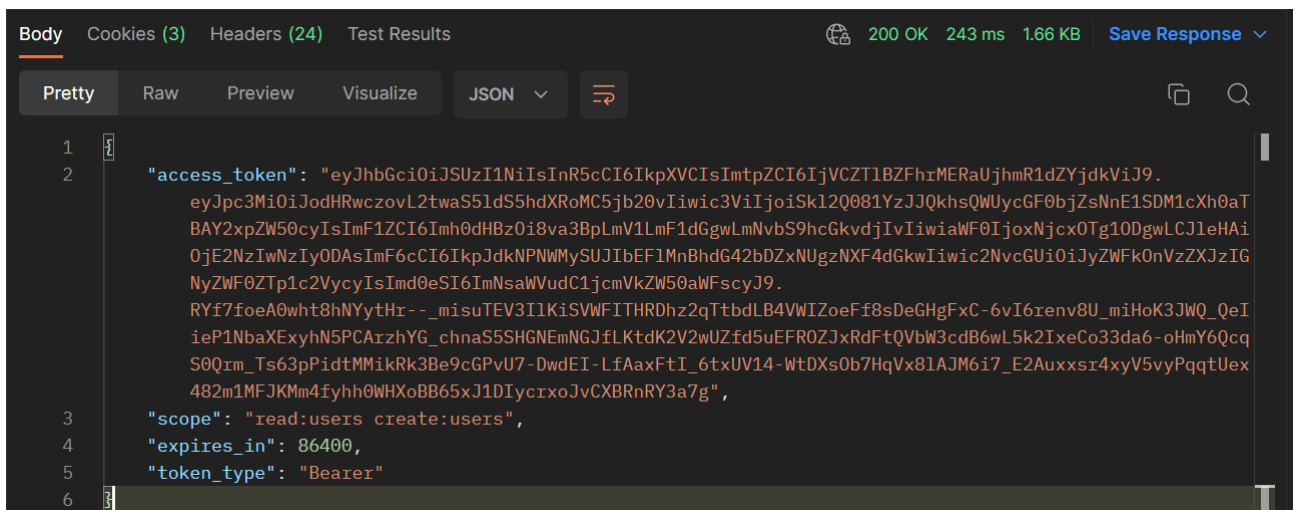 Body Cookies (3) Headers (24) Test Results 200 OK 243 ms 1.66 KB Save Response
Pretty Raw Preview Visualize JSON
1 {
2 "access_token": "eyJhbGciOiJSUzI1NiIsInR5cCI6IkpXVCIsImtpZCI6IjVCZTlBZFhrMERaUjhmR1dZYjdkViJ9.
eyJpc3MiOiJodHRwczovL2twaS5ldS5hdXRoMC5jb20vIiwic3ViIjoiSkl2Q081YzJJQkhsQWUycGF0bjZsNnE1SDM1cXh0aT
BAY2xpZW50cyIsImF1ZCI6Imh0dHBzOi8va3BpLmV1LmF1dGgwLmNvbS9hcGkvdjIvIiwiaWF0IjoxNjcxOTg1ODgwLCJleHAi
OjE2NzIwNzIyODAsImF6cCI6IkpJdkNPNWMySUJIbEFlMnBhdG42bDZxNUgzNXF4dGkwIiwic2NvcGUiOiJyZWFkOnVzZXJzIG
NyZWF0ZTp1c2VycyIsImd0eSI6ImNsaWVudC1jcmVkZW50aWFscyJ9.
RYf7foeA0wht8hNYytHr--_misuTEV3IlKiSVWFITHRDhz2qTtbdLB4VWIZoeFf8sDeGHgFxC-6vI6renv8U_miHoK3JWQ_QeI
ieP1NbaXExyhN5PCArzhYG_chnaS5SHGNEmNGJfLKtdK2V2wUZfd5uEFROZJxRdFtQVbW3cdB6wL5k2IxeCo33da6-oHmY6Qcq
S0Qrm_Ts63pPidtMMikRk3Be9cGPvU7-DwdEI-LfAaxFtI_6txUV14-WtDXsOb7HqVx8lAJM6i7_E2Auxxsr4xyV5vyPqqtUex
482m1MFJKMm4fyhh0WHXoBB65xJ1DIycrxoJvCXBRnRY3a7g",
3 "scope": "read:users create:users",
4 "expires_in": 86400,
5 "token_type": "Bearer"
6 }